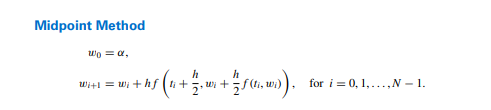 Midpoint Method
w₀ = α,
wᵢ₊₁ = wᵢ + hf (tᵢ + h/2, wᵢ + h/2 f(tᵢ, wᵢ)), for i = 0, 1, . . . , N − 1.